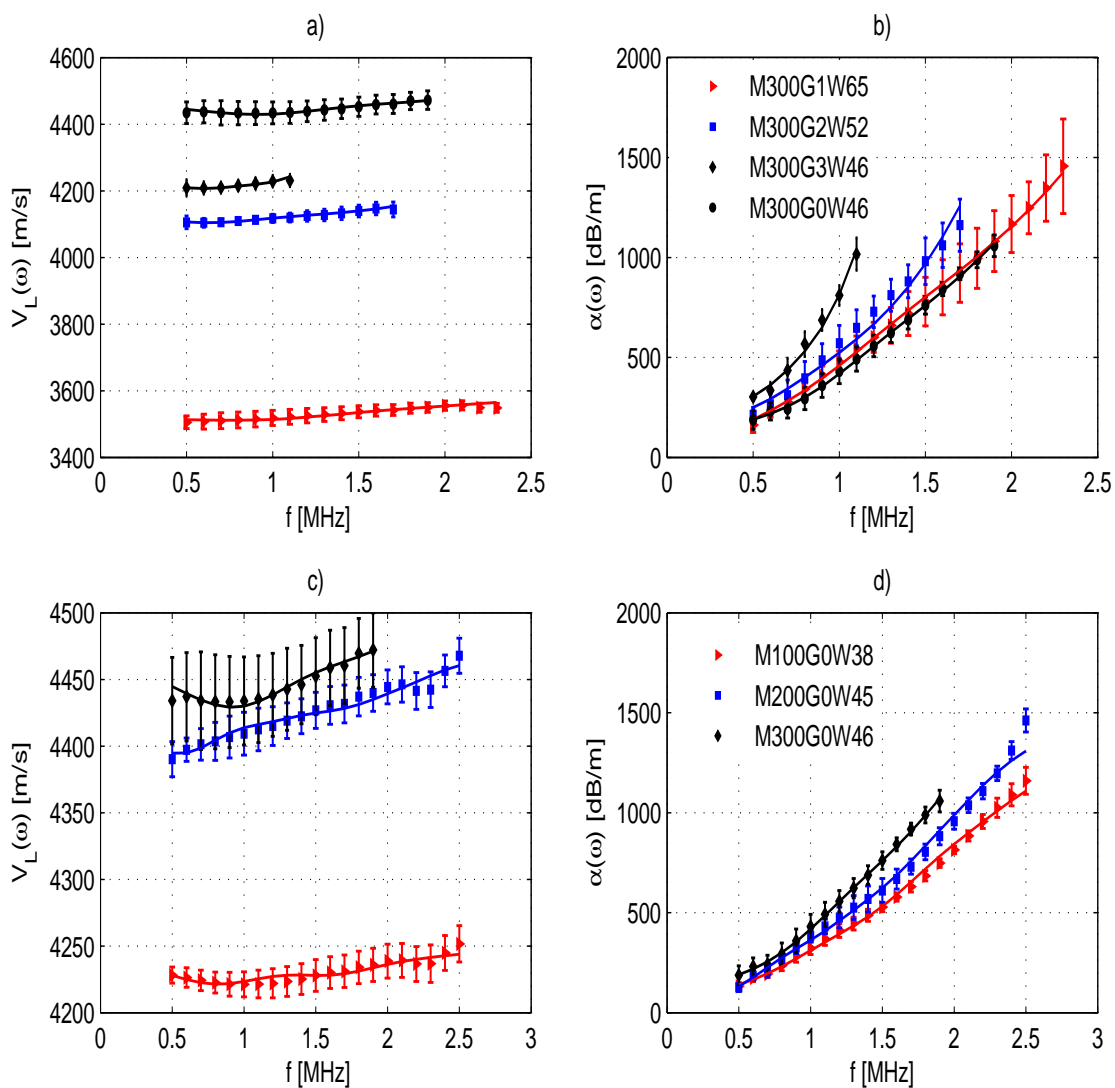 a)
4600
4400
4200
4000
3800
3600
3400
V_L(ω) [m/s]
0
0.5
1
1.5
2
2.5
f [MHz]
b)
2000
1500
1000
500
0
α(ω) [dB/m]
M300G1W65
M300G2W52
M300G3W46
M300G0W46
0
0.5
1
1.5
2
2.5
f [MHz]
c)
4500
4450
4400
4350
4300
4250
4200
V_L(ω) [m/s]
0
0.5
1
1.5
2
2.5
3
f [MHz]
d)
2000
1500
1000
500
0
α(ω) [dB/m]
M100G0W38
M200G0W45
M300G0W46
0
0.5
1
1.5
2
2.5
3
f [MHz]